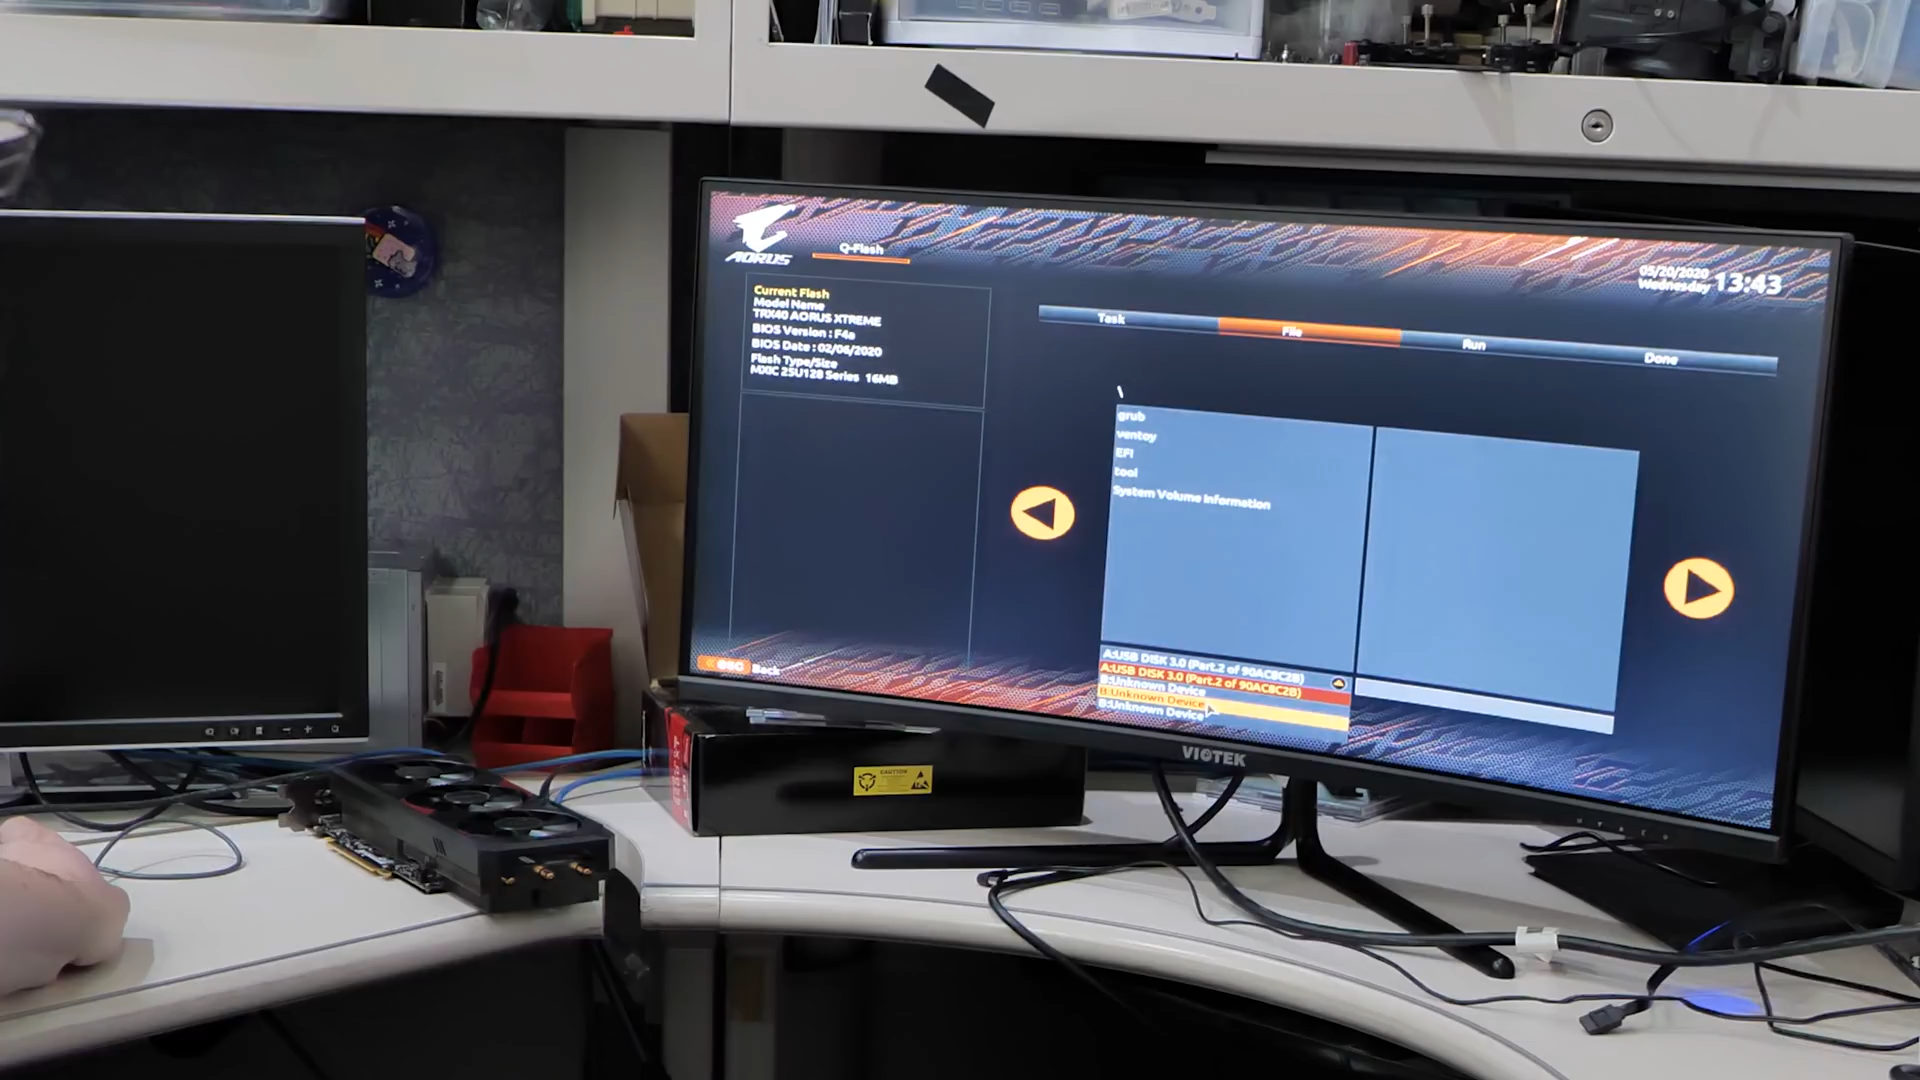 AORUS
Q-Flash
05/20/2020
Wednesday
13:43
Current Flash
Model Name
TRX40 AORUS XTREME
BIOS Version : F4a
BIOS Date : 02/06/2020
Flash Type/Size
MXIC 25U128 Series 16MB
Task
File
Run
Done
\
grub
ventoy
EFI
tool
System Volume Information
A:USB DISK 3.0 (Part.2 of 90AC8C2B)
A:USB DISK 3.0 (Part.2 of 90AC8C2B)
B:Unknown Device
B:Unknown Device
B:Unknown Device
ESC Back
VIOTEK
CAUTION